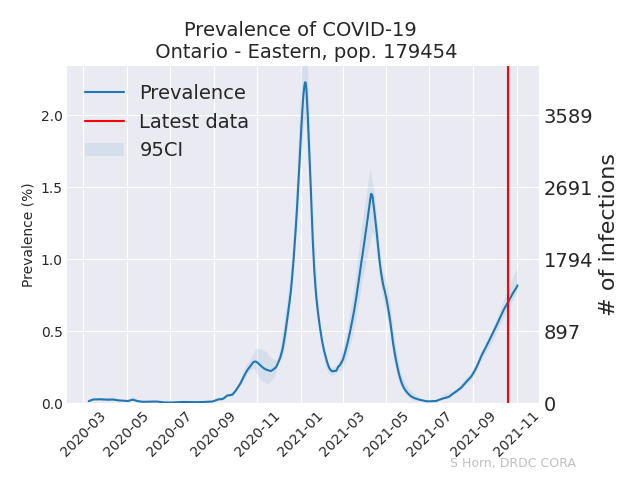 Prevalence of COVID-19
Ontario - Eastern, pop. 179454
Prevalence
Latest data
95CI
Prevalence (%)
2.0
1.5
1.0
0.5
0.0
3589
2691
1794
897
0
# of infections
2020-03
2020-05
2020-07
2020-09
2020-11
2021-01
2021-03
2021-05
2021-07
2021-09
2021-11
S Horn, DRDC CORA